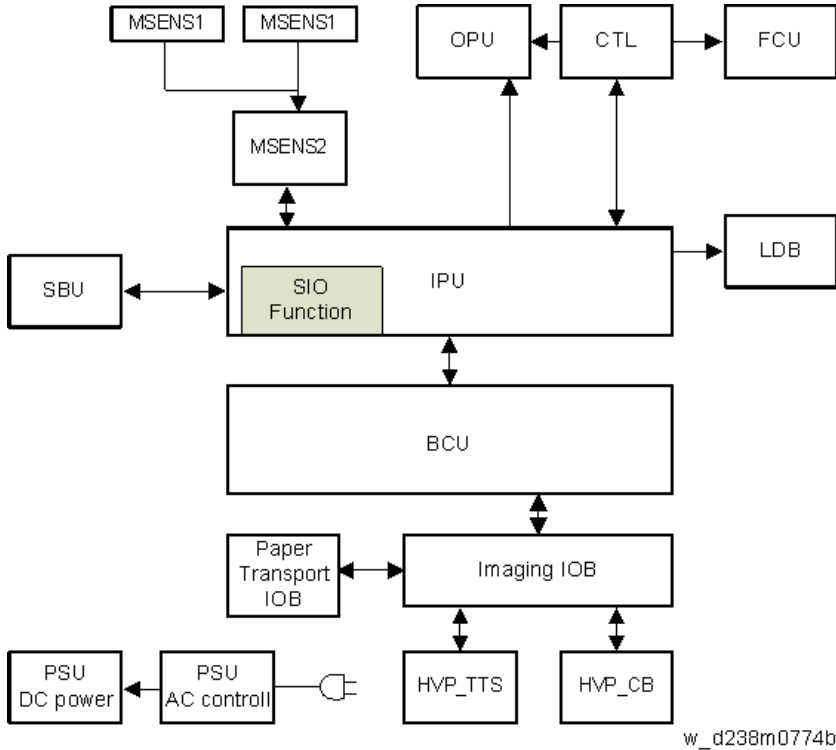 MSENS1
MSENS1
OPU
CTL
FCU
MSENS2
SBU
SIO
Function
IPU
LDB
BCU
Paper
Transport
IOB
Imaging IOB
PSU
DC power
PSU
AC controll
HVP_TTS
HVP_CB
w_d238m0774b